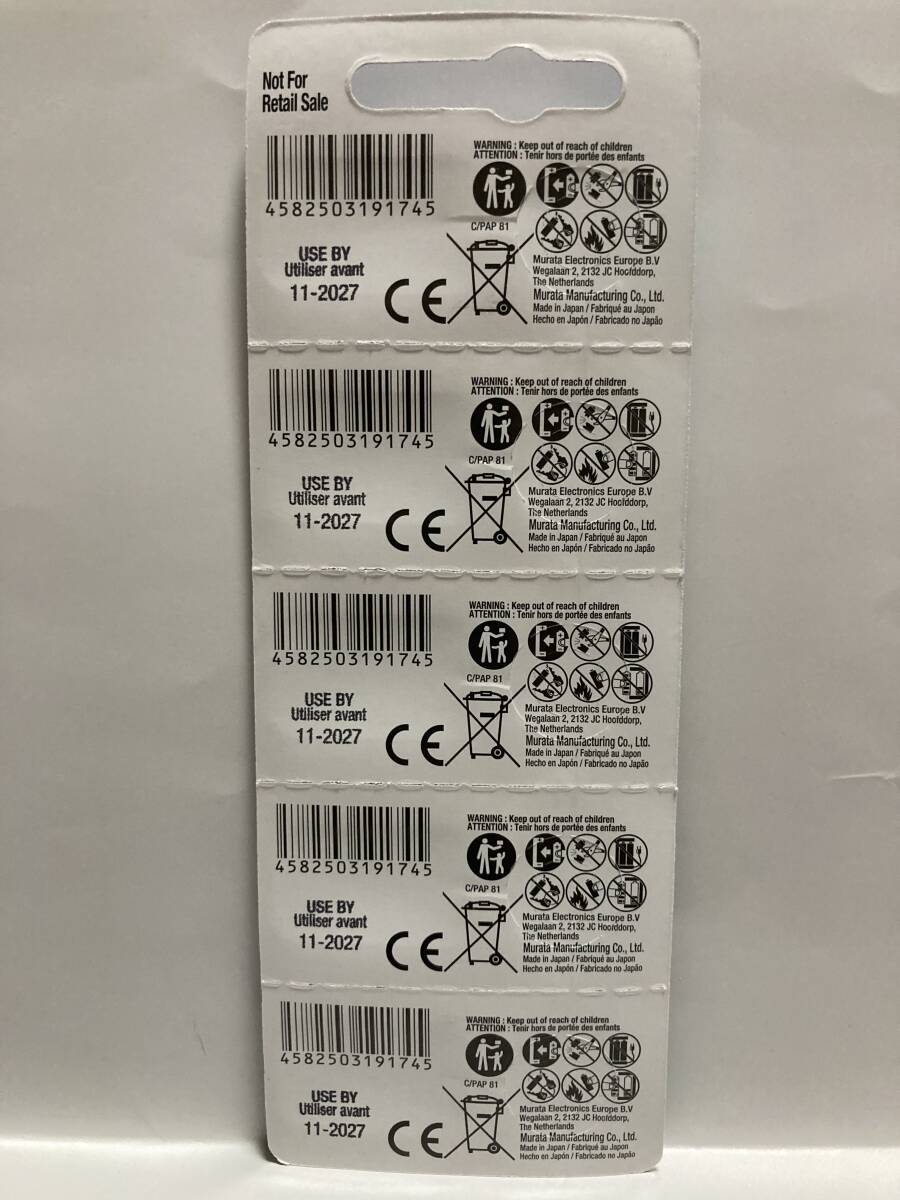 Not For
Retail Sale
4582503191745
USE BY
Utiliser avant
11-2027
CE
WARNING : Keep out of reach of children
ATTENTION : Tenir hors de portée des enfants
C/PAP 81
Murata Electronics Europe B.V
Wegalaan 2, 2132 JC Hoofddorp,
The Netherlands
Murata Manufacturing Co., Ltd.
Made in Japan / Fabriqué au Japon
Hecho en Japón / Fabricado no Japão
4582503191745
USE BY
Utiliser avant
11-2027
CE
WARNING : Keep out of reach of children
ATTENTION : Tenir hors de portée des enfants
C/PAP 81
Murata Electronics Europe B.V
Wegalaan 2, 2132 JC Hoofddorp,
The Netherlands
Murata Manufacturing Co., Ltd.
Made in Japan / Fabriqué au Japon
Hecho en Japón / Fabricado no Japão
4582503191745
USE BY
Utiliser avant
11-2027
CE
WARNING : Keep out of reach of children
ATTENTION : Tenir hors de portée des enfants
C/PAP 81
Murata Electronics Europe B.V
Wegalaan 2, 2132 JC Hoofddorp,
The Netherlands
Murata Manufacturing Co., Ltd.
Made in Japan / Fabriqué au Japon
Hecho en Japón / Fabricado no Japão
4582503191745
USE BY
Utiliser avant
11-2027
CE
WARNING : Keep out of reach of children
ATTENTION : Tenir hors de portée des enfants
C/PAP 81
Murata Electronics Europe B.V
Wegalaan 2, 2132 JC Hoofddorp,
The Netherlands
Murata Manufacturing Co., Ltd.
Made in Japan / Fabriqué au Japon
Hecho en Japón / Fabricado no Japão
4582503191745
USE BY
Utiliser avant
11-2027
CE
WARNING : Keep out of reach of children
ATTENTION : Tenir hors de portée des enfants
C/PAP 81
Murata Electronics Europe B.V
Wegalaan 2, 2132 JC Hoofddorp,
The Netherlands
Murata Manufacturing Co., Ltd.
Made in Japan / Fabriqué au Japon
Hecho en Japón / Fabricado no Japão